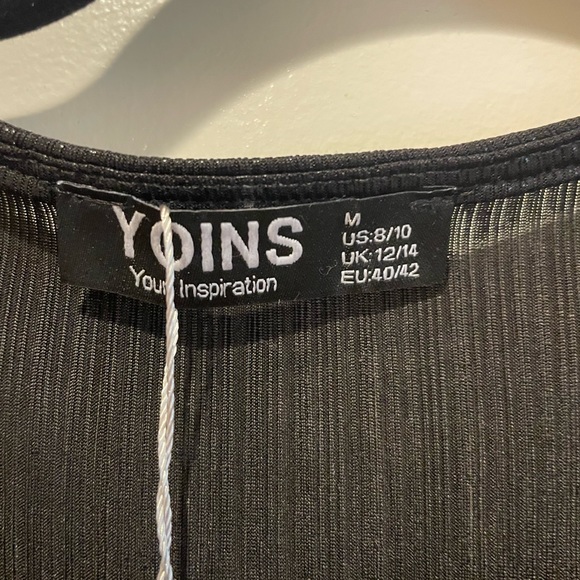 YOINS
Your Inspiration
M
US:8/10
UK:12/14
EU:40/42